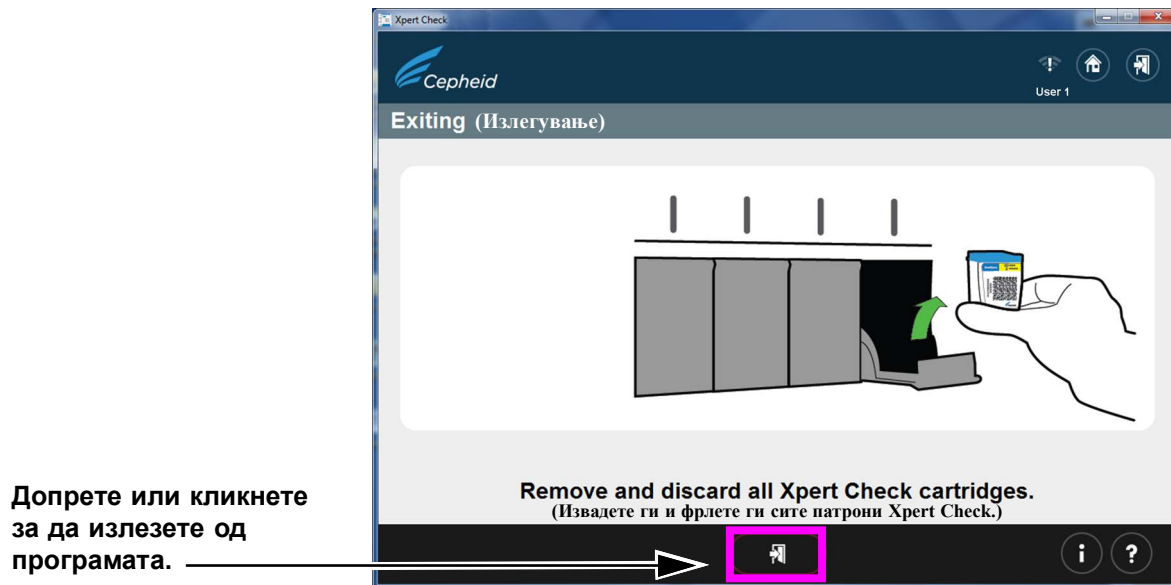 Xpert Check
Cepheid
User 1
Exiting (Излегување)
Remove and discard all Xpert Check cartridges.
(Извадете ги и фрлете ги сите патрони Xpert Check.)
Допрете или кликнете
за да излезете од
програмата.
i ?